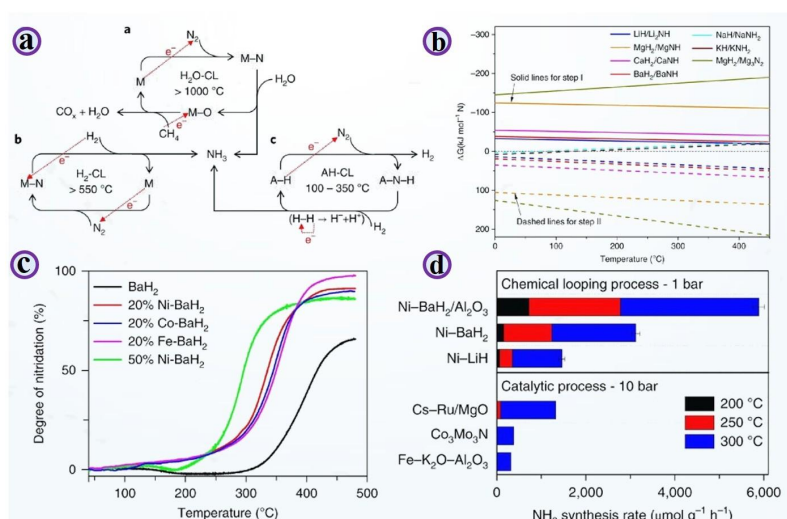 a
a
N₂
e⁻
M–N
M
H₂O-CL
> 1000 °C
H₂O
COₓ + H₂O
M–O
e⁻
CH₄
b
H₂
e⁻
M–N
H₂-CL
> 550 °C
M
e⁻
N₂
NH₃
c
N₂
e⁻
H₂
A–H
AH-CL
100 – 350 °C
A–N–H
(H–H → H⁻+H⁺)
e⁻
H₂
b
−300
−200
−100
0
100
200
ΔG(kJ mol⁻¹ N)
LiH/Li₂NH
NaH/NaNH₂
MgH₂/MgNH
KH/KNH₂
CaH₂/CaNH
MgH₂/Mg₃N₂
BaH₂/BaNH
Solid lines for step I
Dashed lines for step II
0
100
200
300
400
Temperature (°C)
c
100
50
0
Degree of nitridation (%)
BaH₂
20% Ni-BaH₂
20% Co-BaH₂
20% Fe-BaH₂
50% Ni-BaH₂
100
200
300
400
500
Temperature (°C)
d
Chemical looping process - 1 bar
Ni–BaH₂/Al₂O₃
Ni–BaH₂
Ni–LiH
Catalytic process - 10 bar
Cs–Ru/MgO
Co₃Mo₃N
Fe–K₂O–Al₂O₃
200 °C
250 °C
300 °C
0
2,000
4,000
6,000
NH₃ synthesis rate (µmol g⁻¹ h⁻¹)